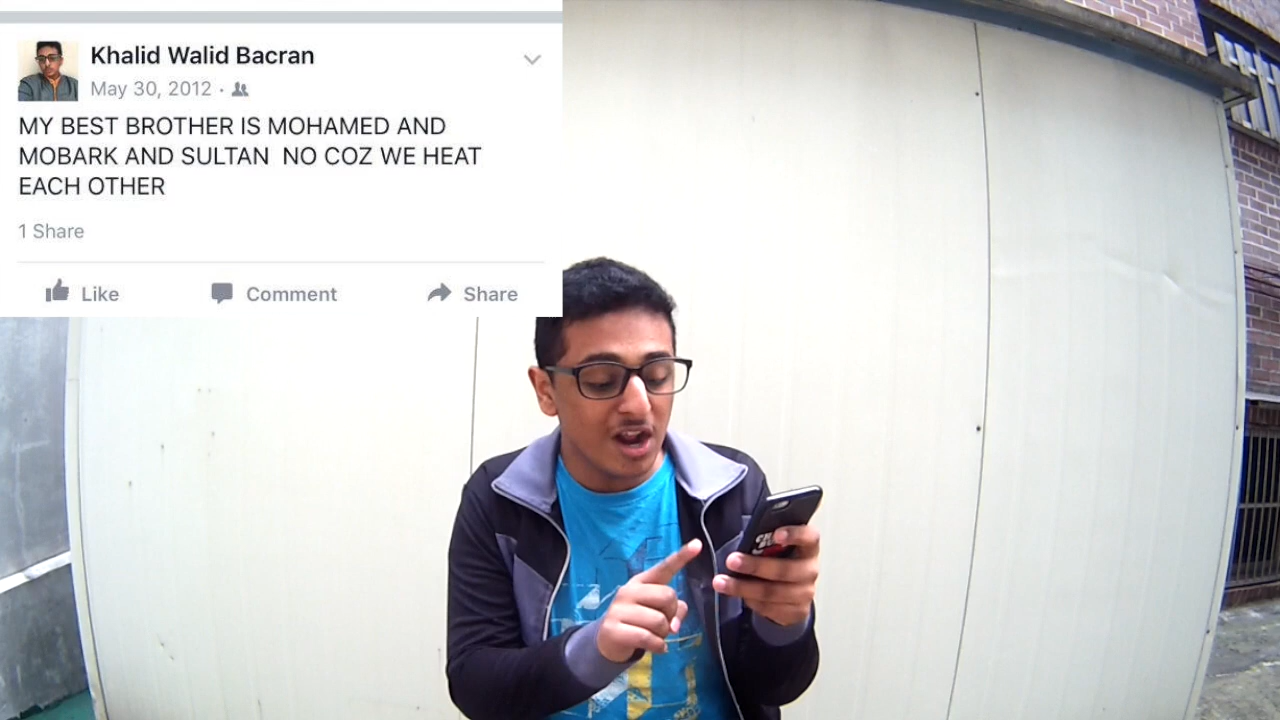 Khalid Walid Bacran
May 30, 2012 ·
MY BEST BROTHER IS MOHAMED AND
MOBARK AND SULTAN  NO COZ WE HEAT
EACH OTHER
1 Share
Like Comment Share